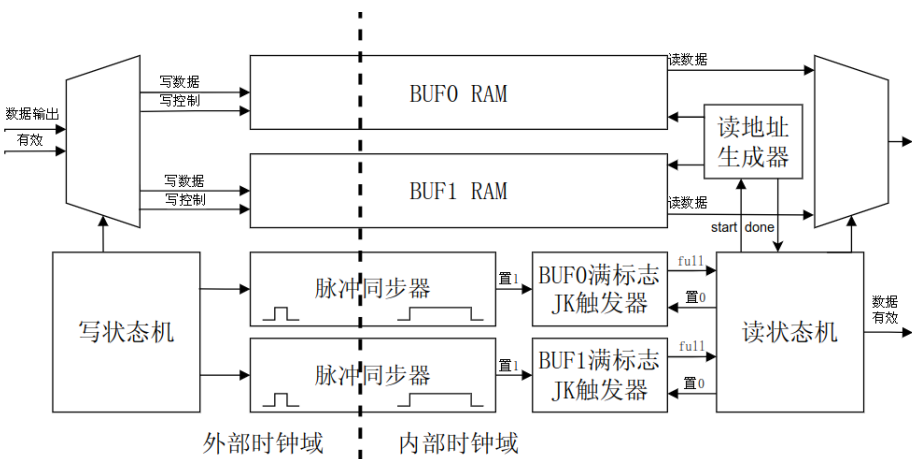 数据输出
有效
写数据
写控制
BUF0 RAM
读数据
读地址
生成器
写数据
写控制
BUF1 RAM
读数据
start
done
写状态机
脉冲同步器
置1
BUF0满标志
JK触发器
full
置0
读状态机
数据
有效
脉冲同步器
置1
BUF1满标志
JK触发器
full
置0
外部时钟域
内部时钟域